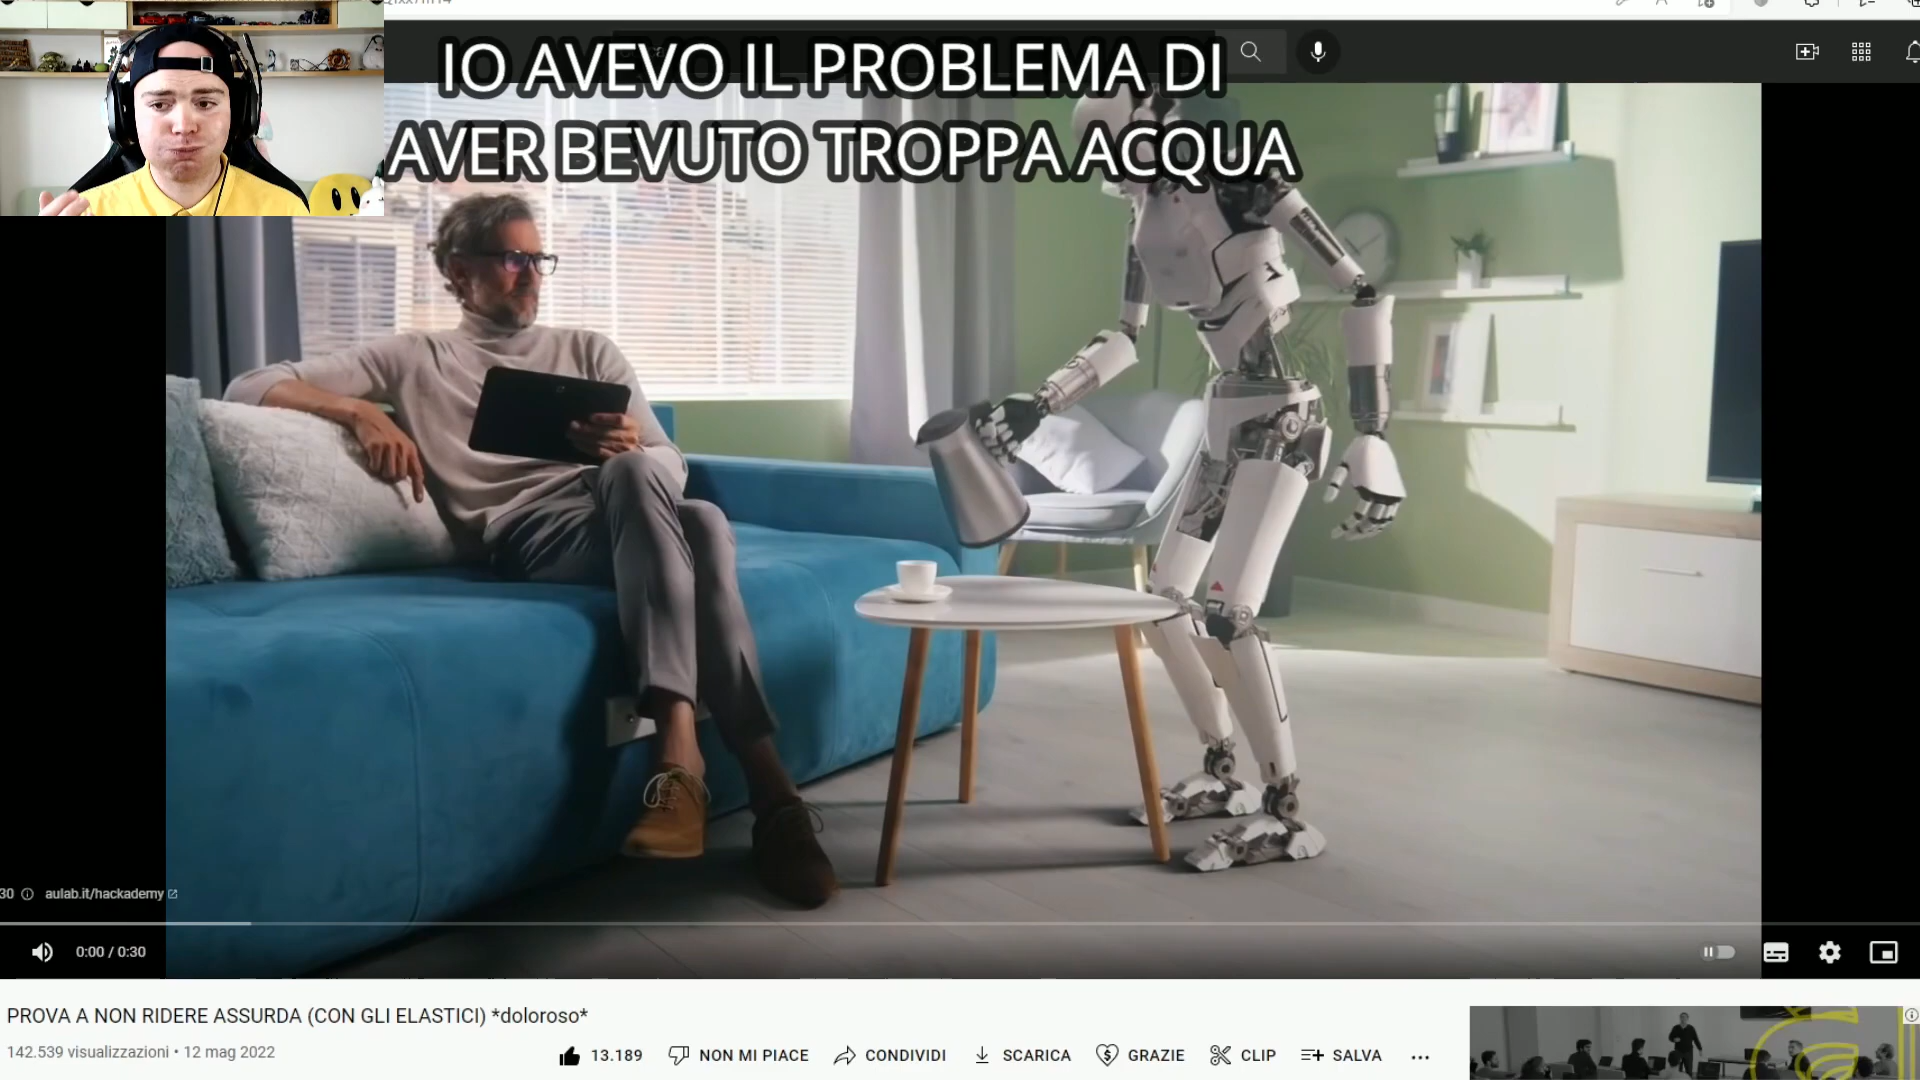 IO AVEVO IL PROBLEMA DI
AVER BEVUTO TROPPA ACQUA
30
aulab.it/hackademy
0:00 / 0:30
PROVA A NON RIDERE ASSURDA (CON GLI ELASTICI) *doloroso*
142.539 visualizzazioni • 12 mag 2022
13.189 NON MI PIACE CONDIVIDI SCARICA GRAZIE CLIP SALVA ...